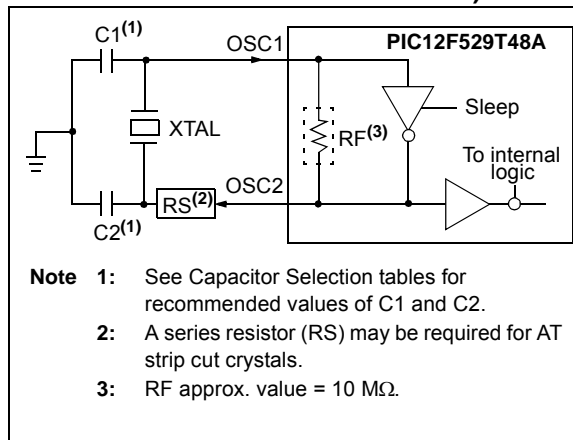 C1(1)
OSC1
PIC12F529T48A
Sleep
XTAL
RF(3)
To internal
logic
OSC2
RS(2)
C2(1)
Note 1: See Capacitor Selection tables for
recommended values of C1 and C2.
2: A series resistor (RS) may be required for AT
strip cut crystals.
3: RF approx. value = 10 MΩ.